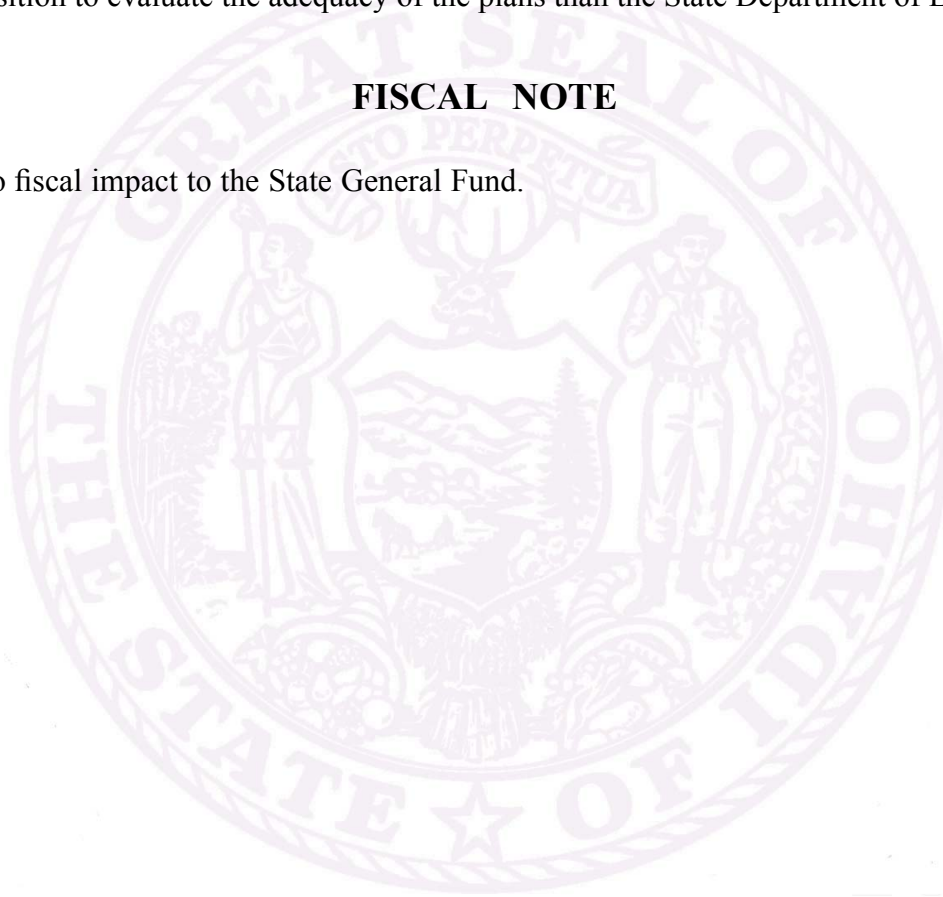 sition to evaluate the adequacy of the plans than the State Department of E
FISCAL NOTE
o fiscal impact to the State General Fund.
GREAT SEAL OF
THE STATE OF IDAHO
ESTO PERPETUA